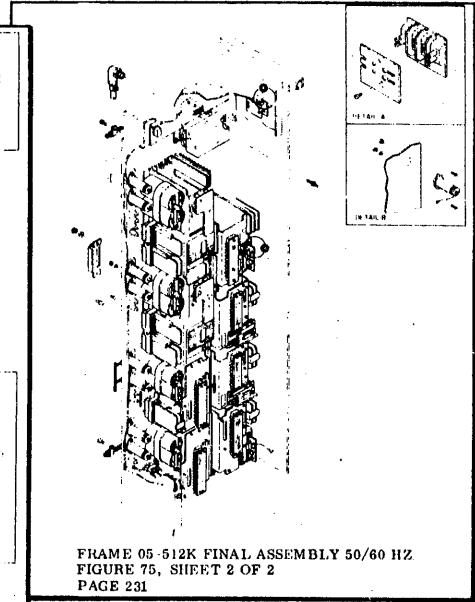 DETAIL A
DETAIL B
FRAME 05-512K FINAL ASSEMBLY 50/60 HZ
FIGURE 75, SHEET 2 OF 2
PAGE 231